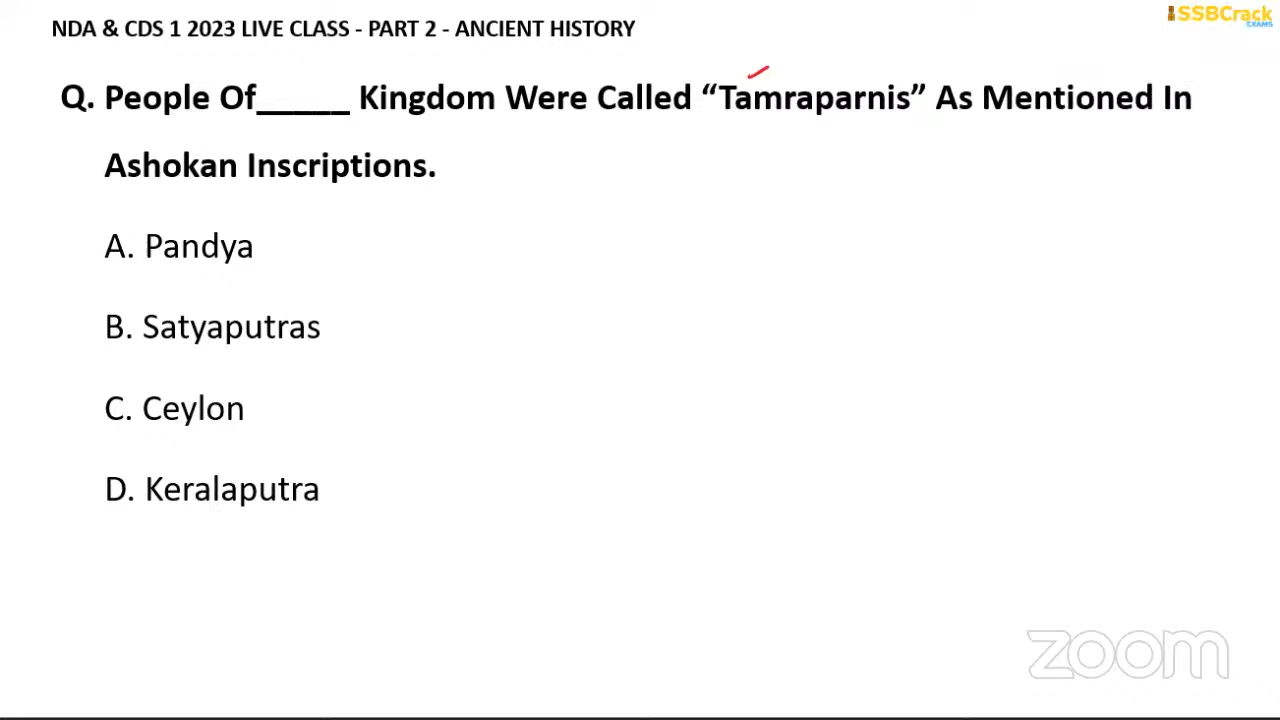 NDA & CDS 1 2023 LIVE CLASS - PART 2 - ANCIENT HISTORY
SSBCrack
EXAMS
Q. People Of_____ Kingdom Were Called “Tamraparnis” As Mentioned In
Ashokan Inscriptions.
A. Pandya
B. Satyaputras
C. Ceylon
D. Keralaputra
zoom